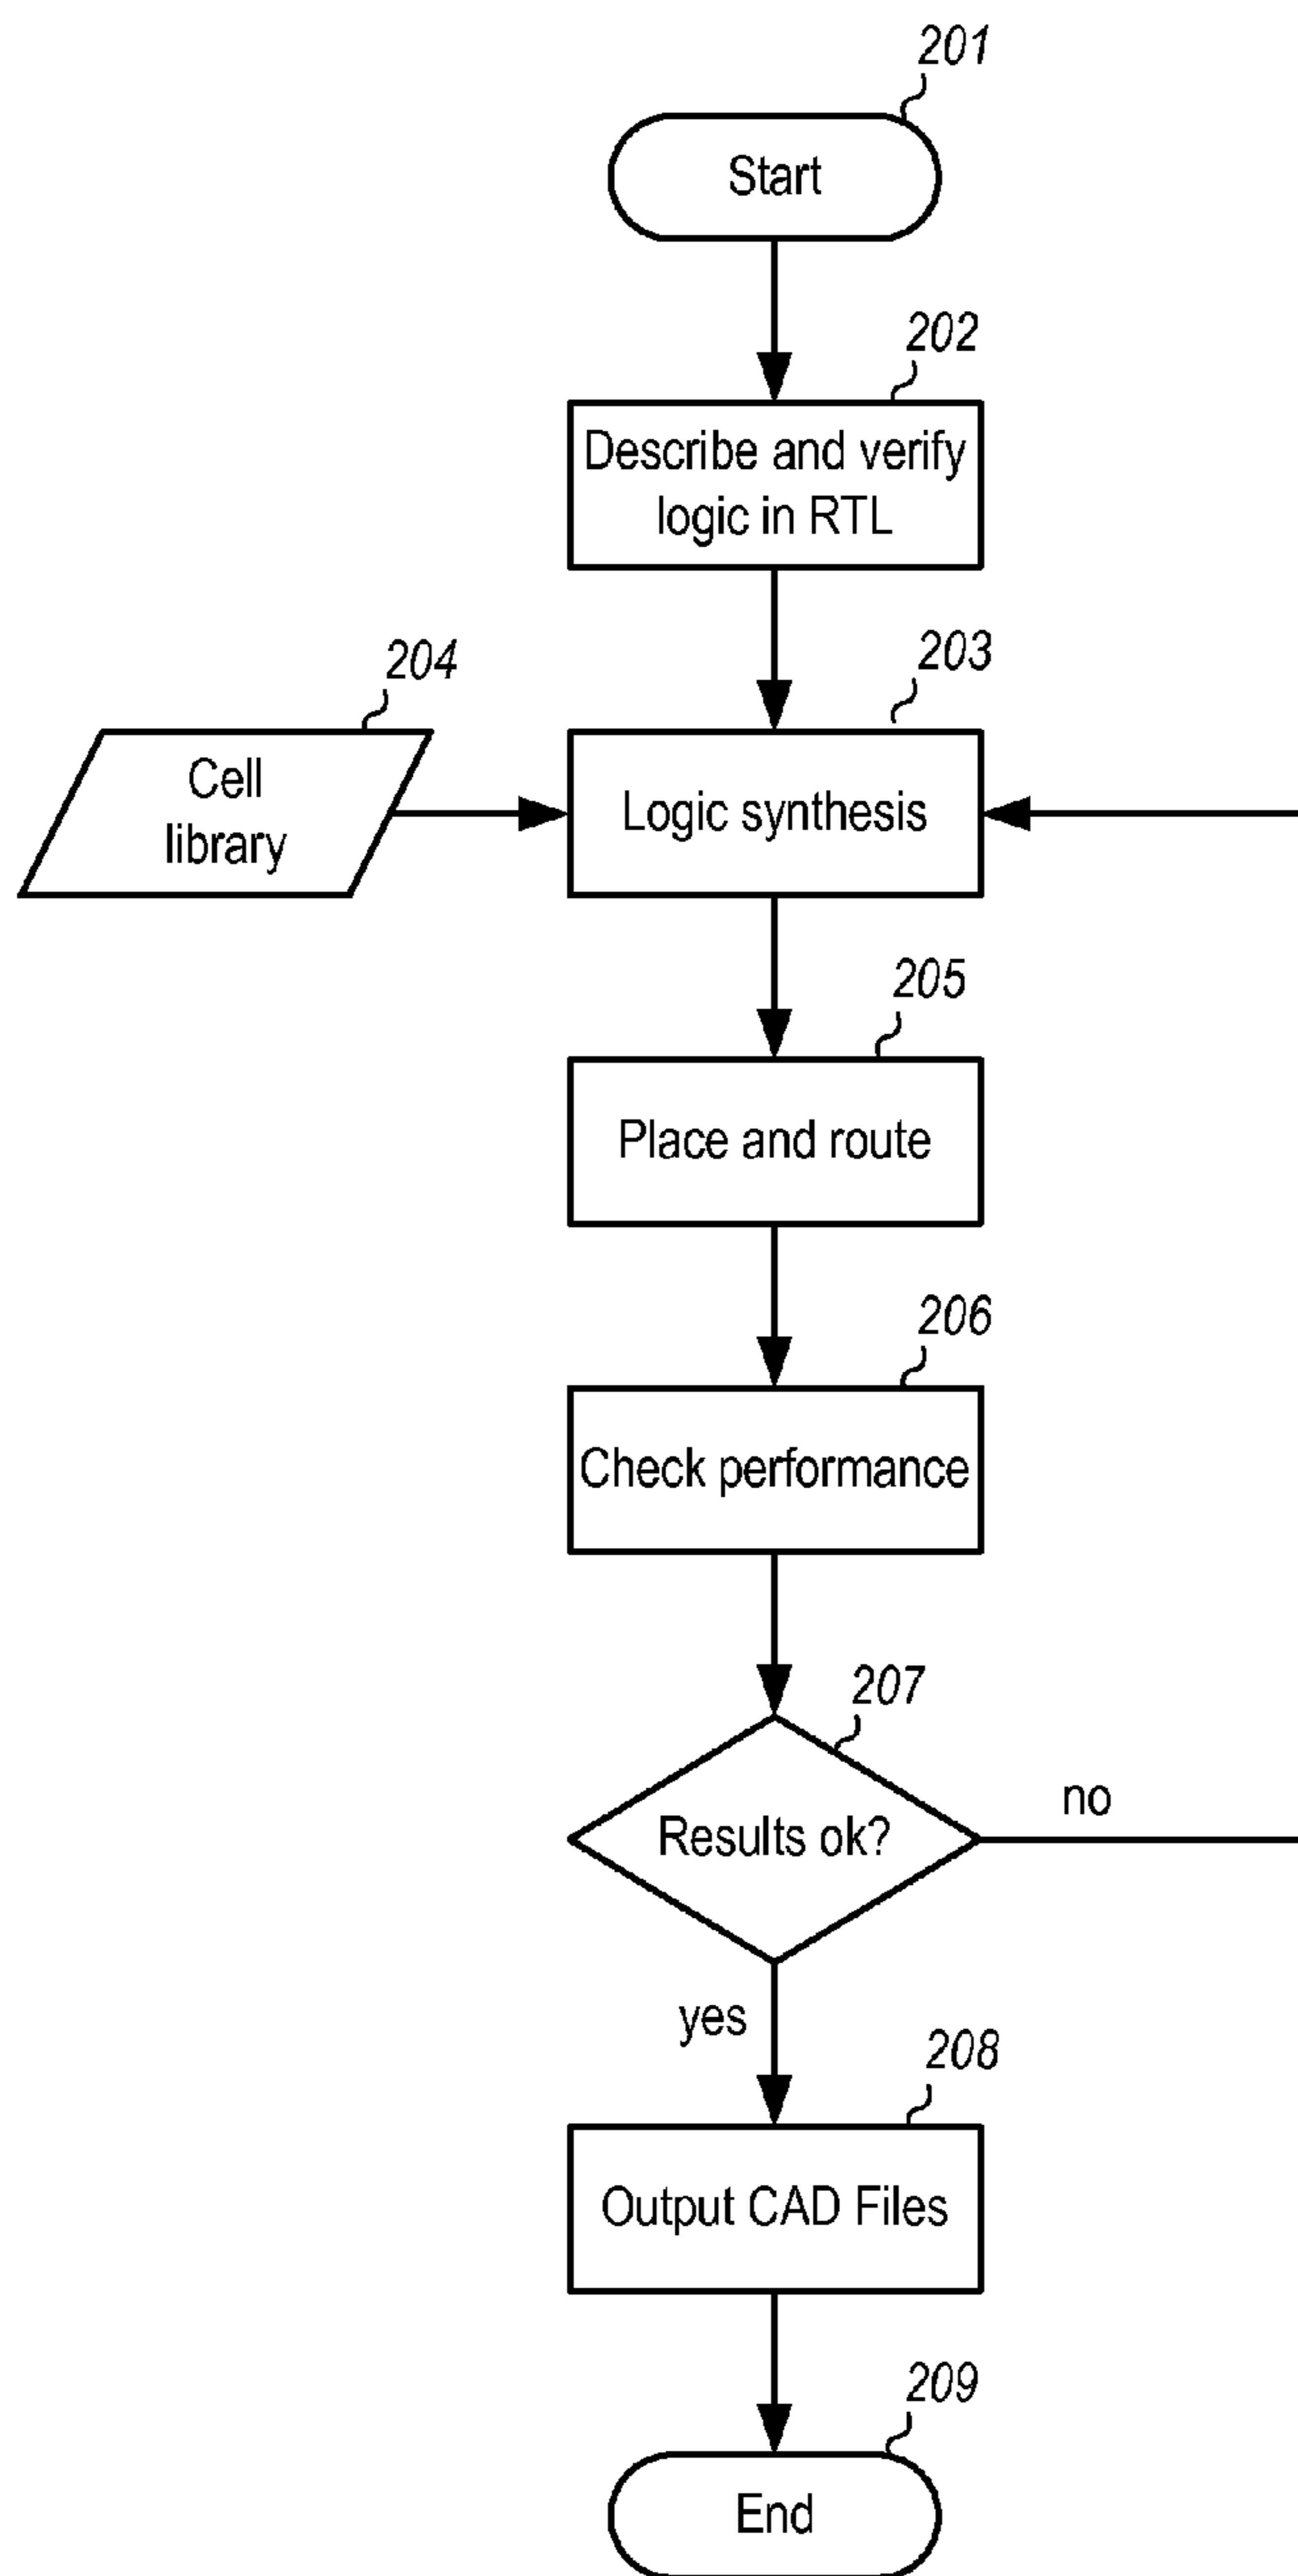 201
Start
202
Describe and verify
logic in RTL
204
203
Cell
library
Logic synthesis
205
Place and route
206
Check performance
207
Results ok?
no
yes
208
Output CAD Files
209
End